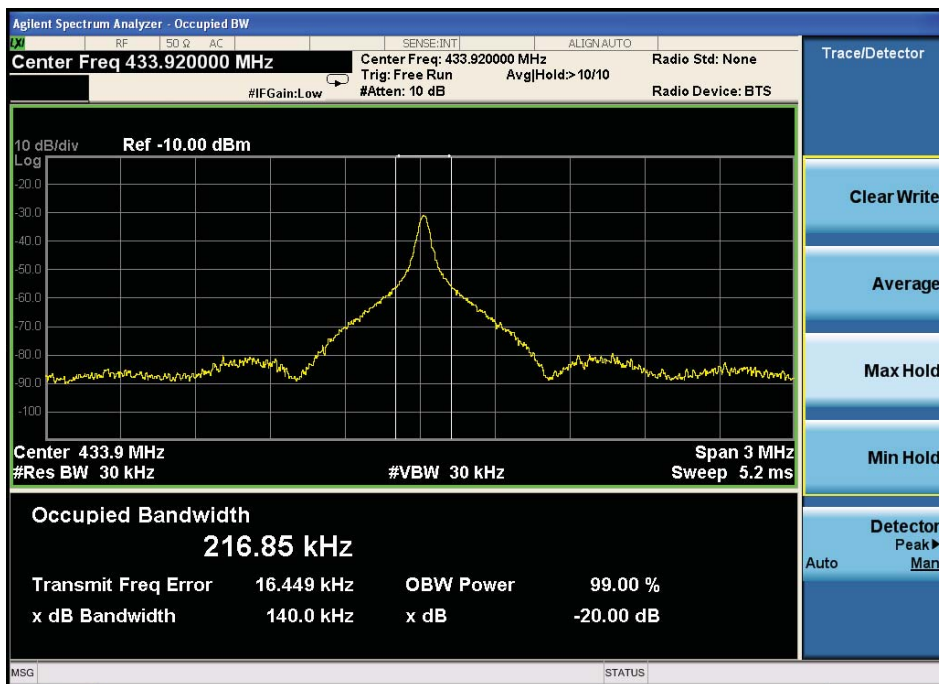 Agilent Spectrum Analyzer - Occupied BW
LXI RF 50 Ω AC SENSE:INT ALIGN AUTO
Center Freq 433.920000 MHz
Center Freq: 433.920000 MHz Radio Std: None
Trig: Free Run Avg|Hold:> 10/10
#IFGain:Low #Atten: 10 dB Radio Device: BTS
10 dB/div Ref -10.00 dBm
Log
-20.0
-30.0
-40.0
-50.0
-60.0
-70.0
-80.0
-90.0
-100
Center 433.9 MHz Span 3 MHz
#Res BW 30 kHz #VBW 30 kHz Sweep 5.2 ms
Occupied Bandwidth
216.85 kHz
Transmit Freq Error 16.449 kHz OBW Power 99.00 %
x dB Bandwidth 140.0 kHz x dB -20.00 dB
MSG STATUS
Trace/Detector
Clear Write
Average
Max Hold
Min Hold
Detector
Peak▶
Auto Man